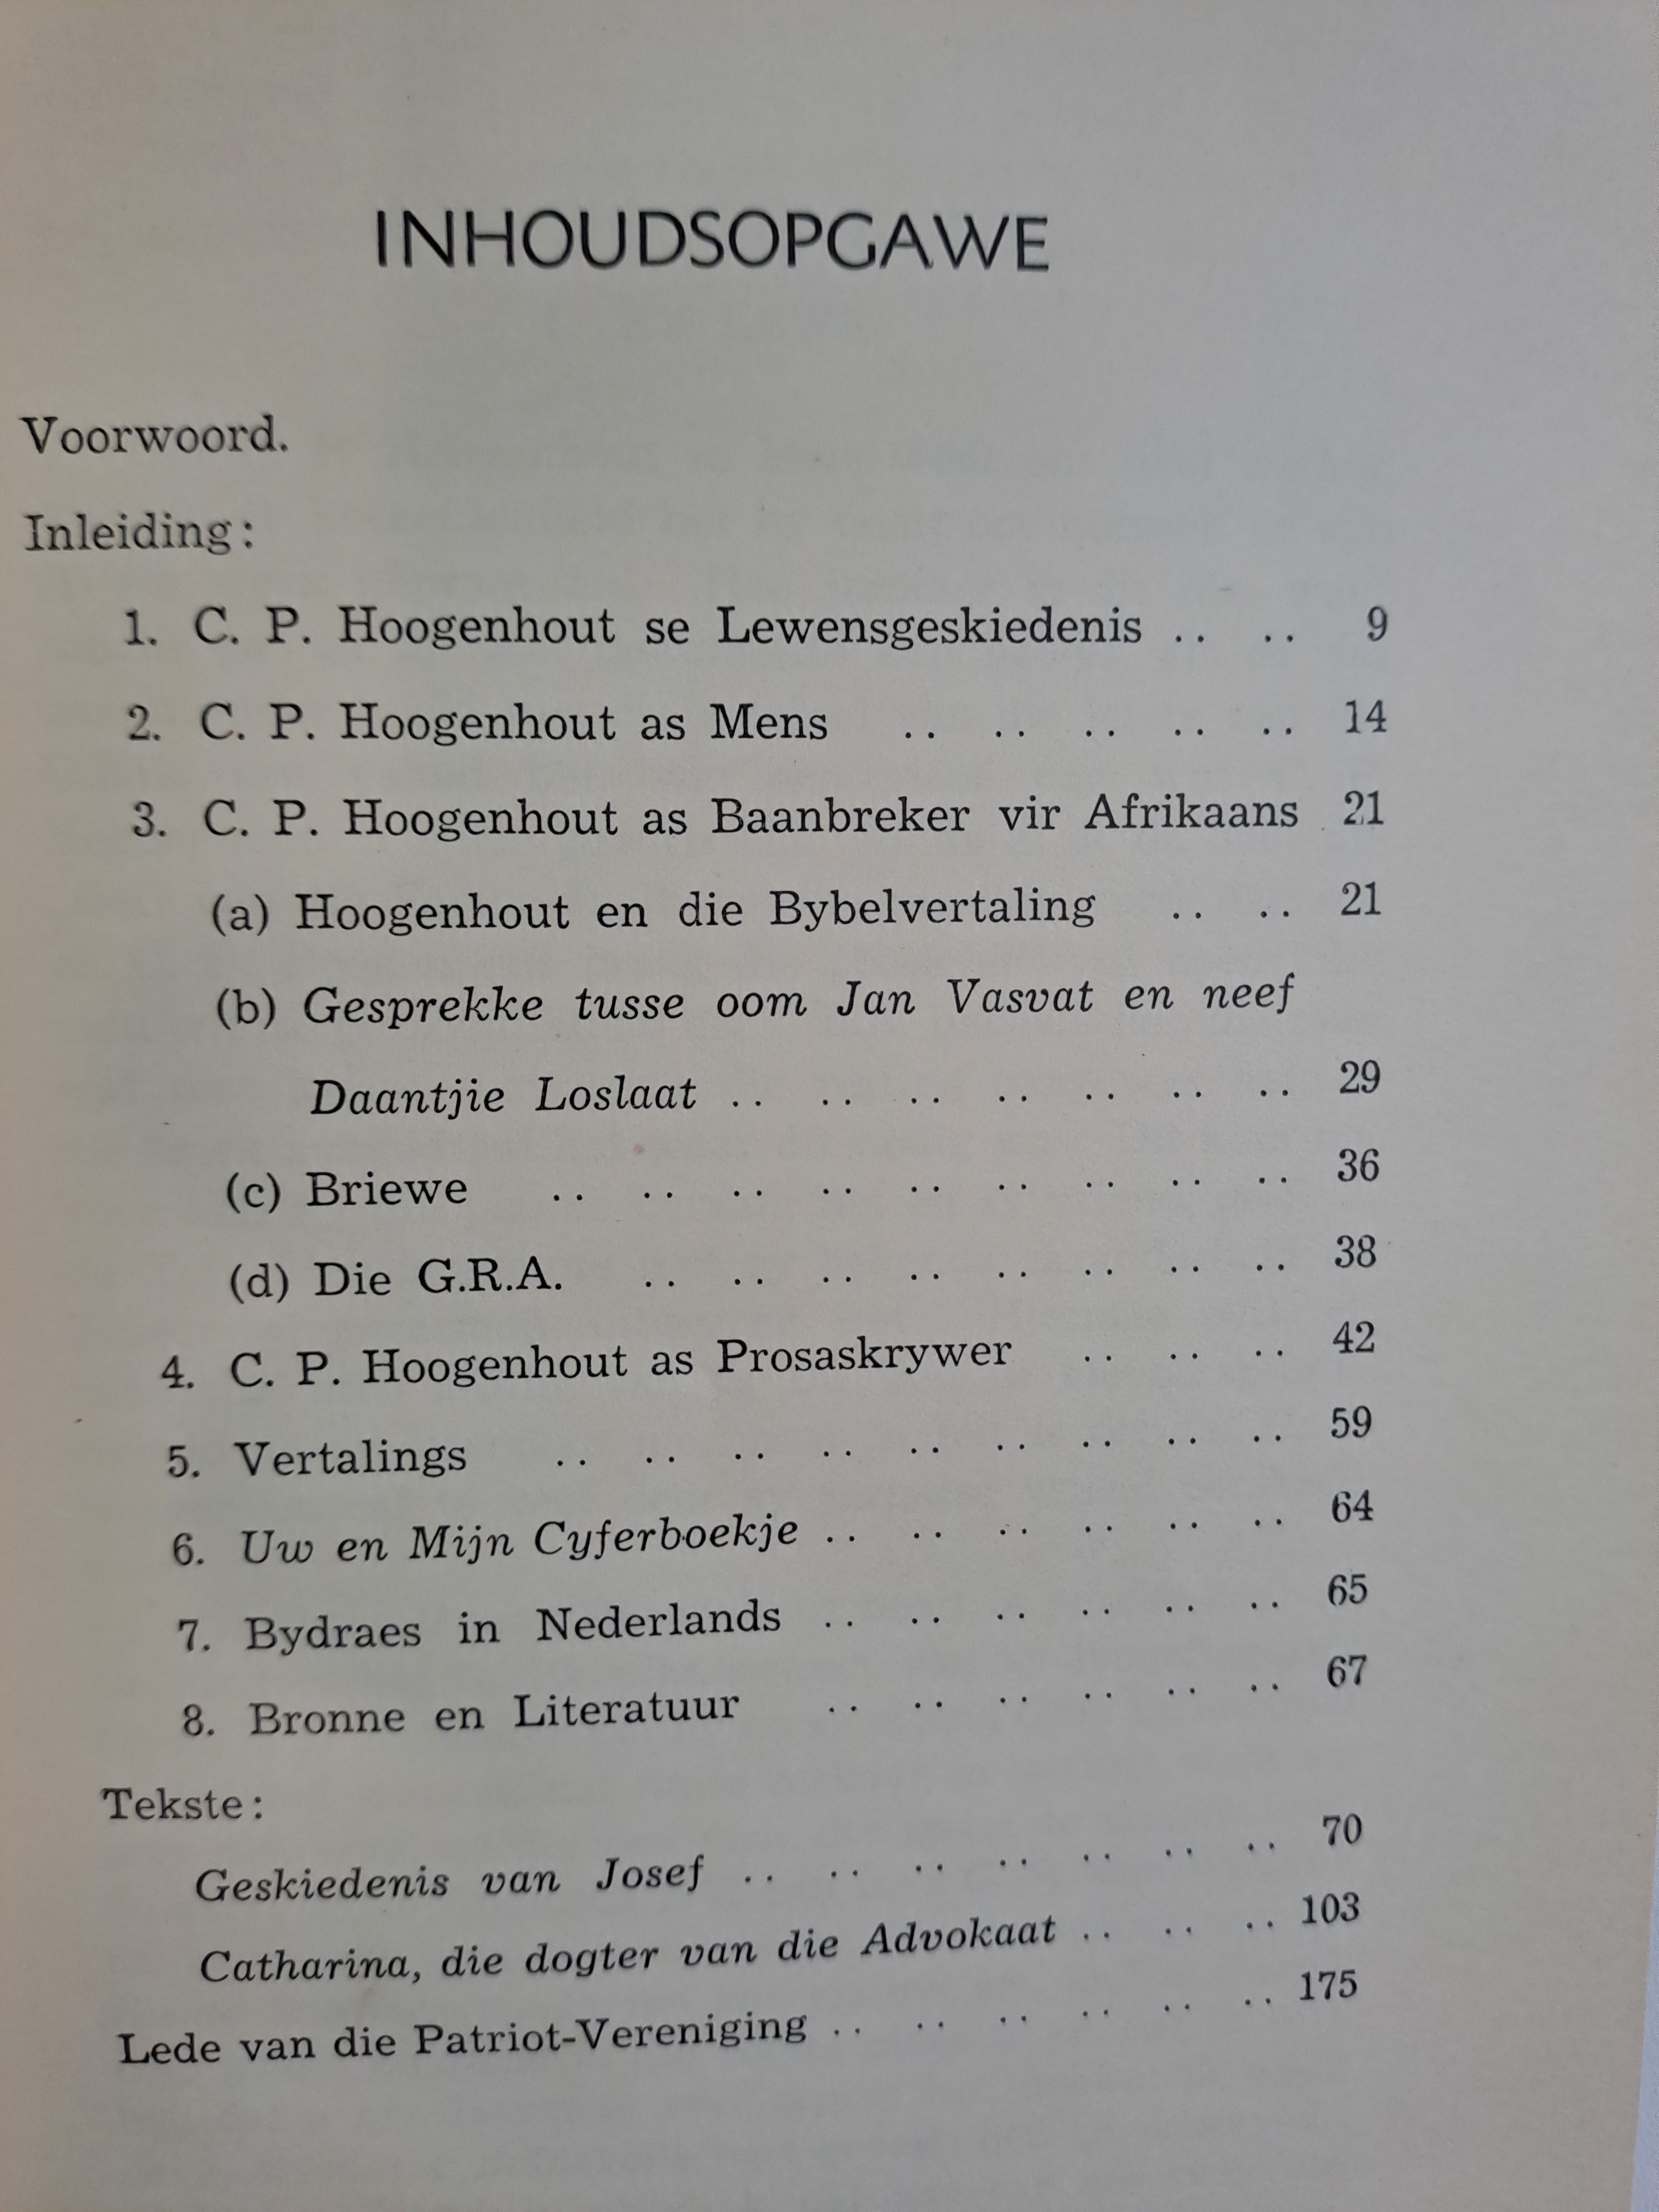 INHOUDSOPGAWE
Voorwoord.
Inleiding:
1. C. P. Hoogenhout se Lewensgeskiedenis .. .. 9
2. C. P. Hoogenhout as Mens .. .. .. .. .. 14
3. C. P. Hoogenhout as Baanbreker vir Afrikaans 21
(a) Hoogenhout en die Bybelvertaling .. .. 21
(b) Gesprekke tusse oom Jan Vasvat en neef
Daantjie Loslaat .. .. .. .. .. .. .. 29
(c) Briewe .. .. .. .. .. .. .. .. .. 36
(d) Die G.R.A. .. .. .. .. .. .. .. .. 38
4. C. P. Hoogenhout as Prosaskrywer .. .. .. 42
5. Vertalings .. .. .. .. .. .. .. .. .. 59
6. Uw en Mijn Cyferboekje .. .. .. .. .. .. 64
7. Bydraes in Nederlands .. .. .. .. .. .. 65
8. Bronne en Literatuur .. .. .. .. .. .. 67
Tekste:
Geskiedenis van Josef .. .. .. .. .. .. .. 70
Catharina, die dogter van die Advokaat .. .. .. 103
Lede van die Patriot-Vereniging .. .. .. .. .. .. 175